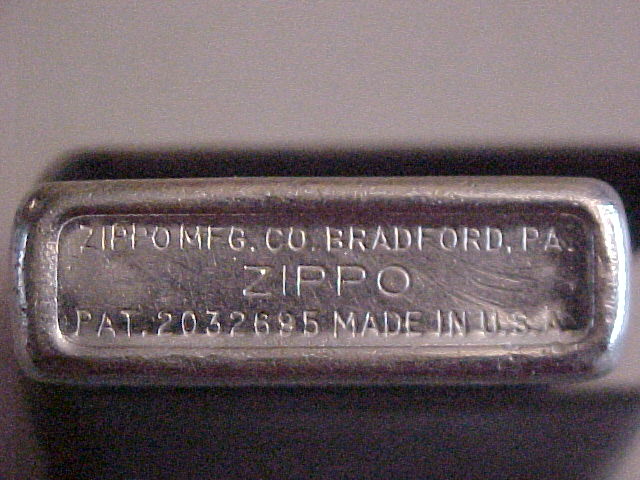 ZIPPO MFG. CO. BRADFORD, PA.
ZIPPO
PAT. 2032695 MADE IN U.S.A.